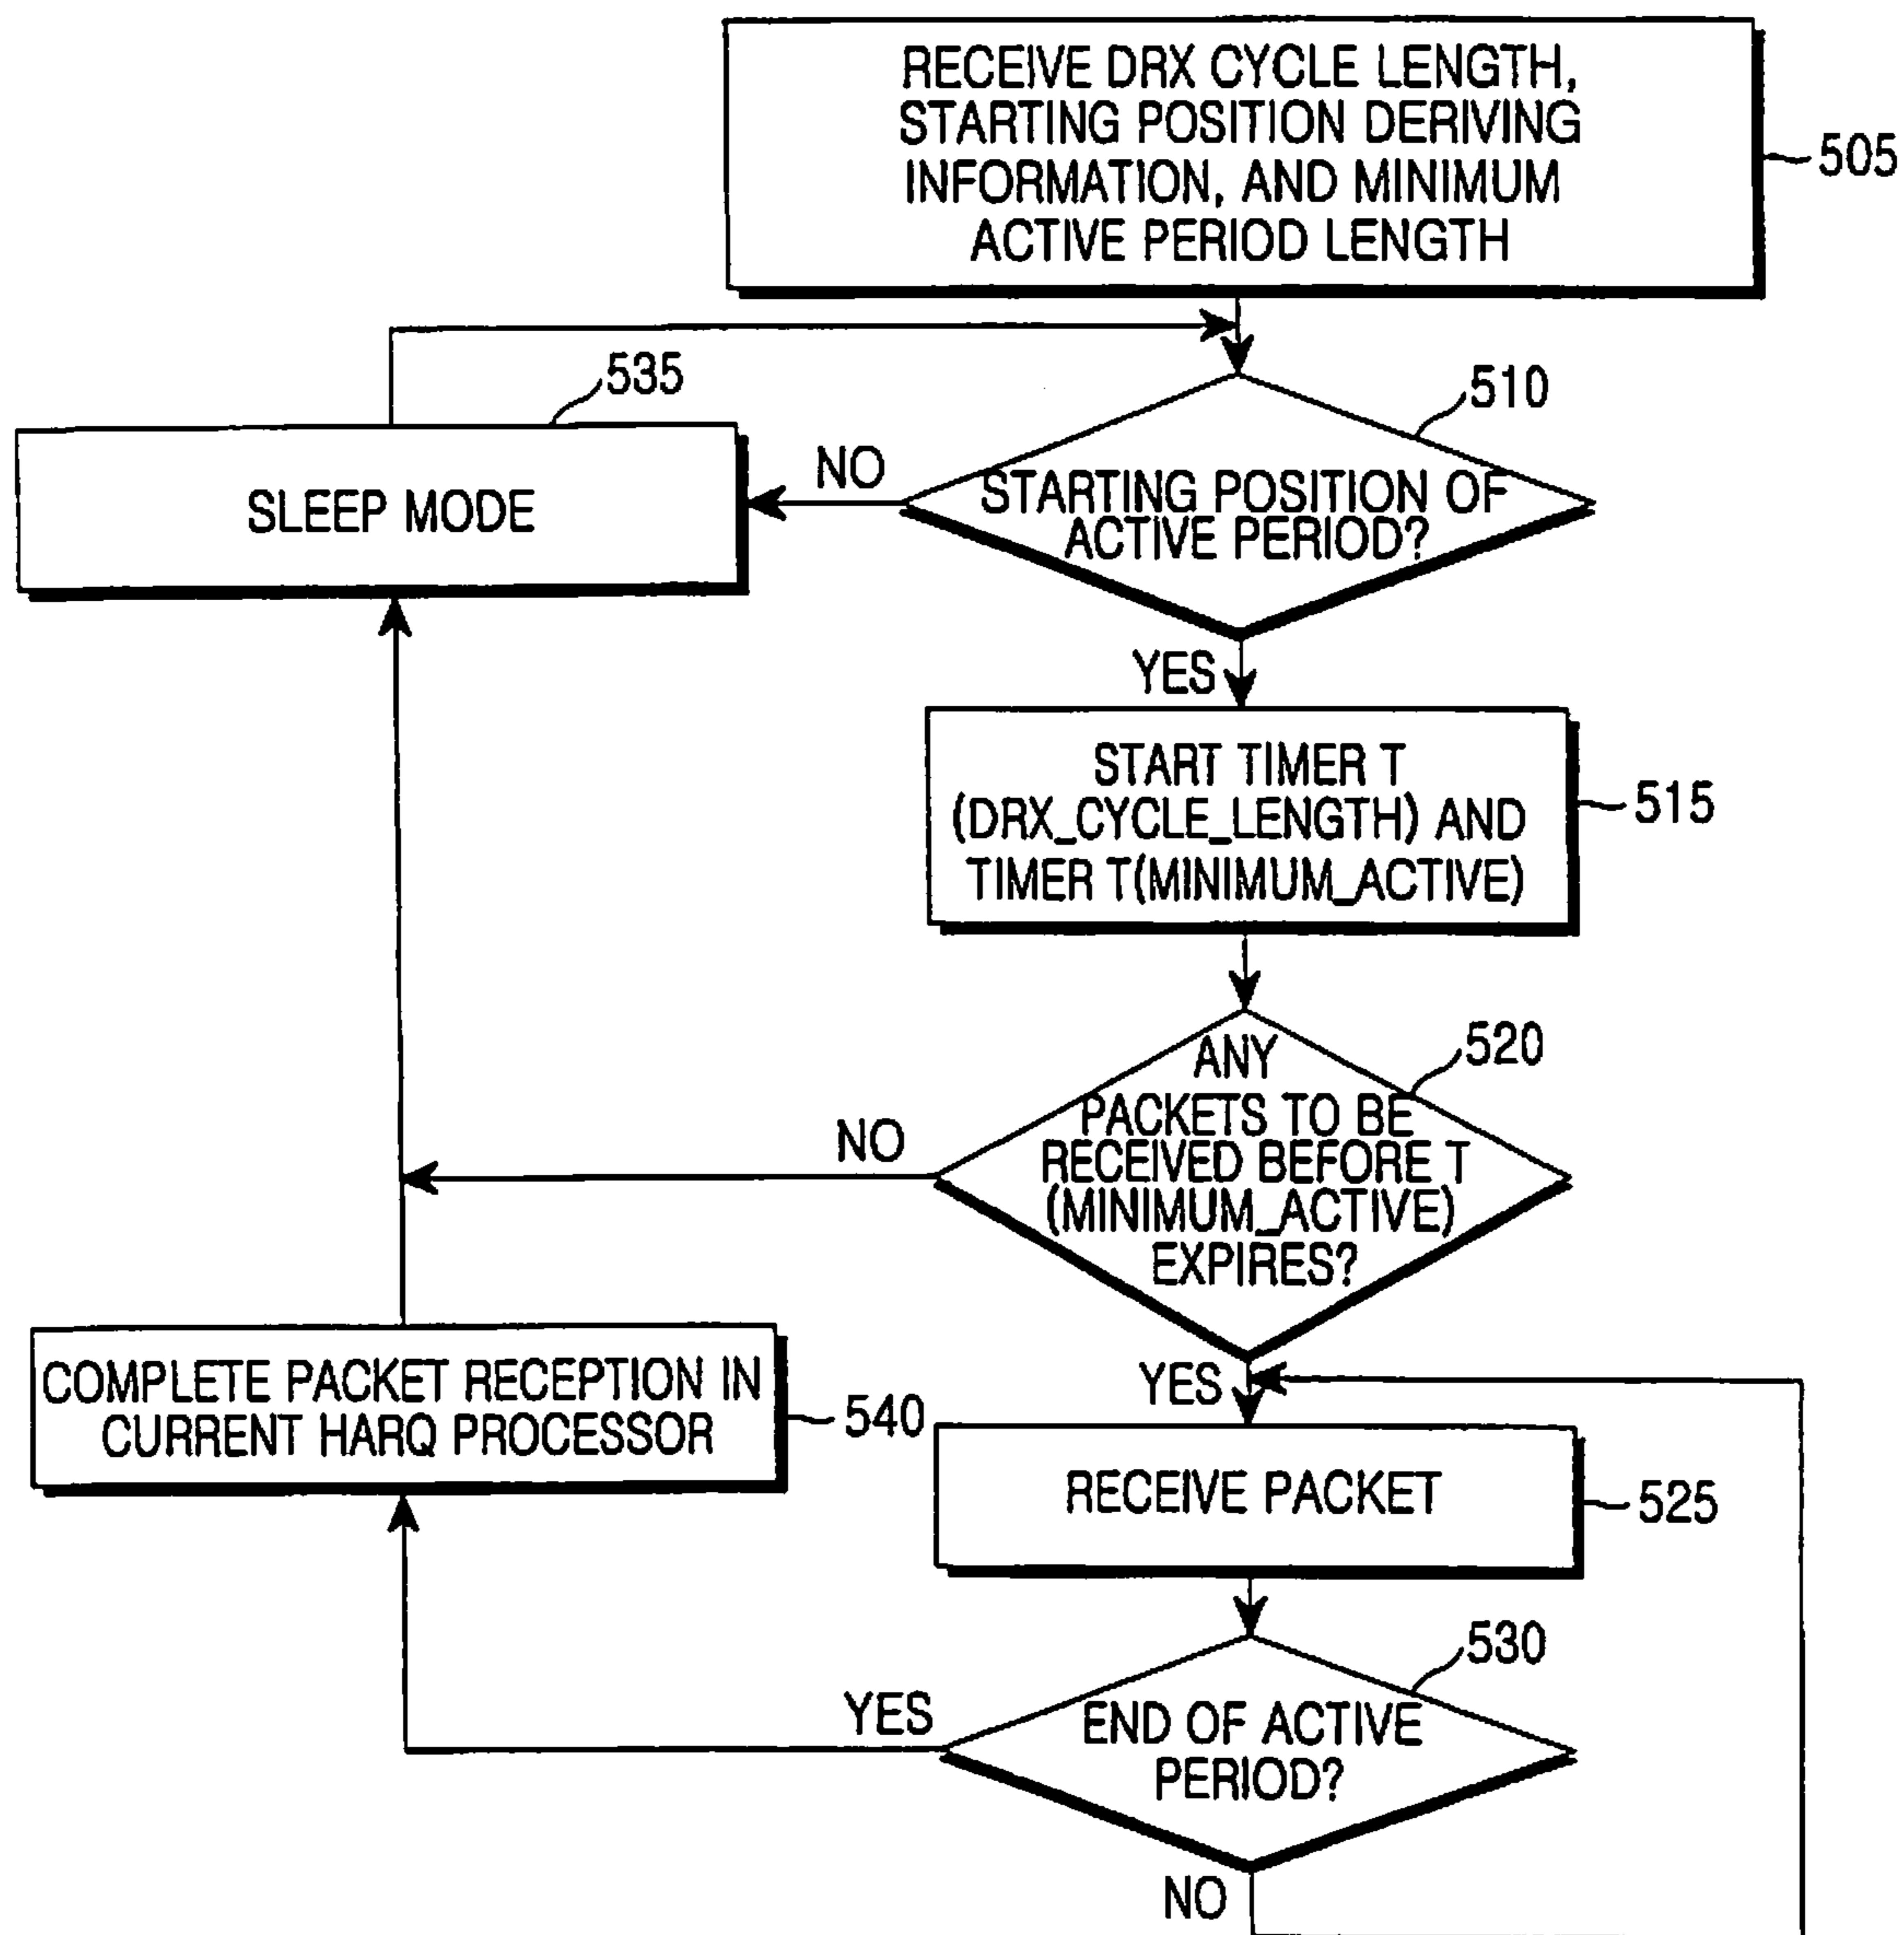 RECEIVE DRX CYCLE LENGTH,
STARTING POSITION DERIVING
INFORMATION, AND MINIMUM
ACTIVE PERIOD LENGTH
505
535
510
SLEEP MODE
NO
STARTING POSITION OF
ACTIVE PERIOD?
YES
START TIMER T
(DRX_CYCLE_LENGTH) AND
TIMER T(MINIMUM_ACTIVE)
515
520
ANY
PACKETS TO BE
RECEIVED BEFORE T
(MINIMUM_ACTIVE)
EXPIRES?
NO
YES
COMPLETE PACKET RECEPTION IN
CURRENT HARQ PROCESSOR
540
RECEIVE PACKET
525
530
YES
END OF ACTIVE
PERIOD?
NO